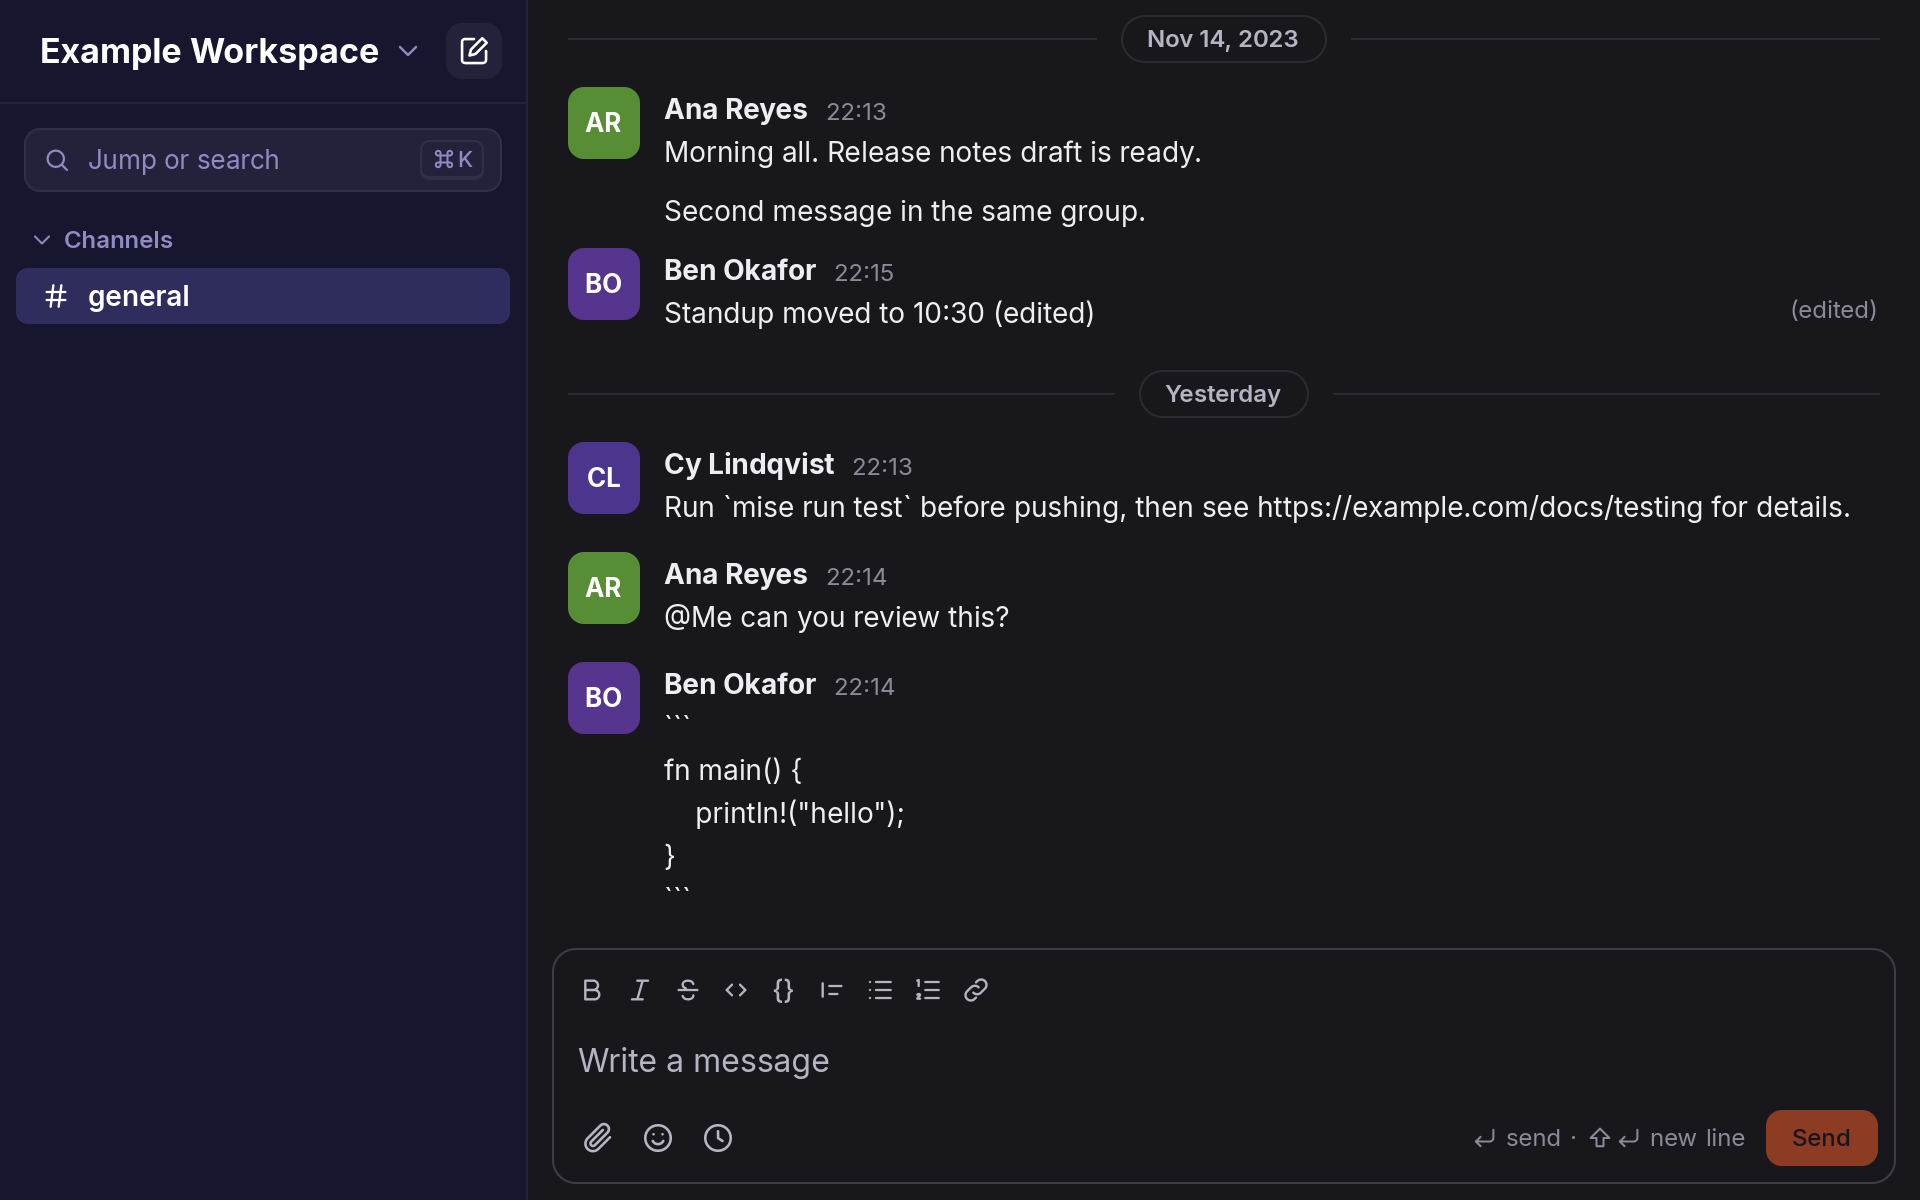 Example Workspace
Jump or search ⌘K
Channels
# general
Nov 14, 2023
AR
Ana Reyes 22:13
Morning all. Release notes draft is ready.
Second message in the same group.
BO
Ben Okafor 22:15
Standup moved to 10:30 (edited)
(edited)
Yesterday
CL
Cy Lindqvist 22:13
Run `mise run test` before pushing, then see https://example.com/docs/testing for details.
AR
Ana Reyes 22:14
@Me can you review this?
BO
Ben Okafor 22:14
```
fn main() {
    println!("hello");
}
```
Write a message
send · new line
Send